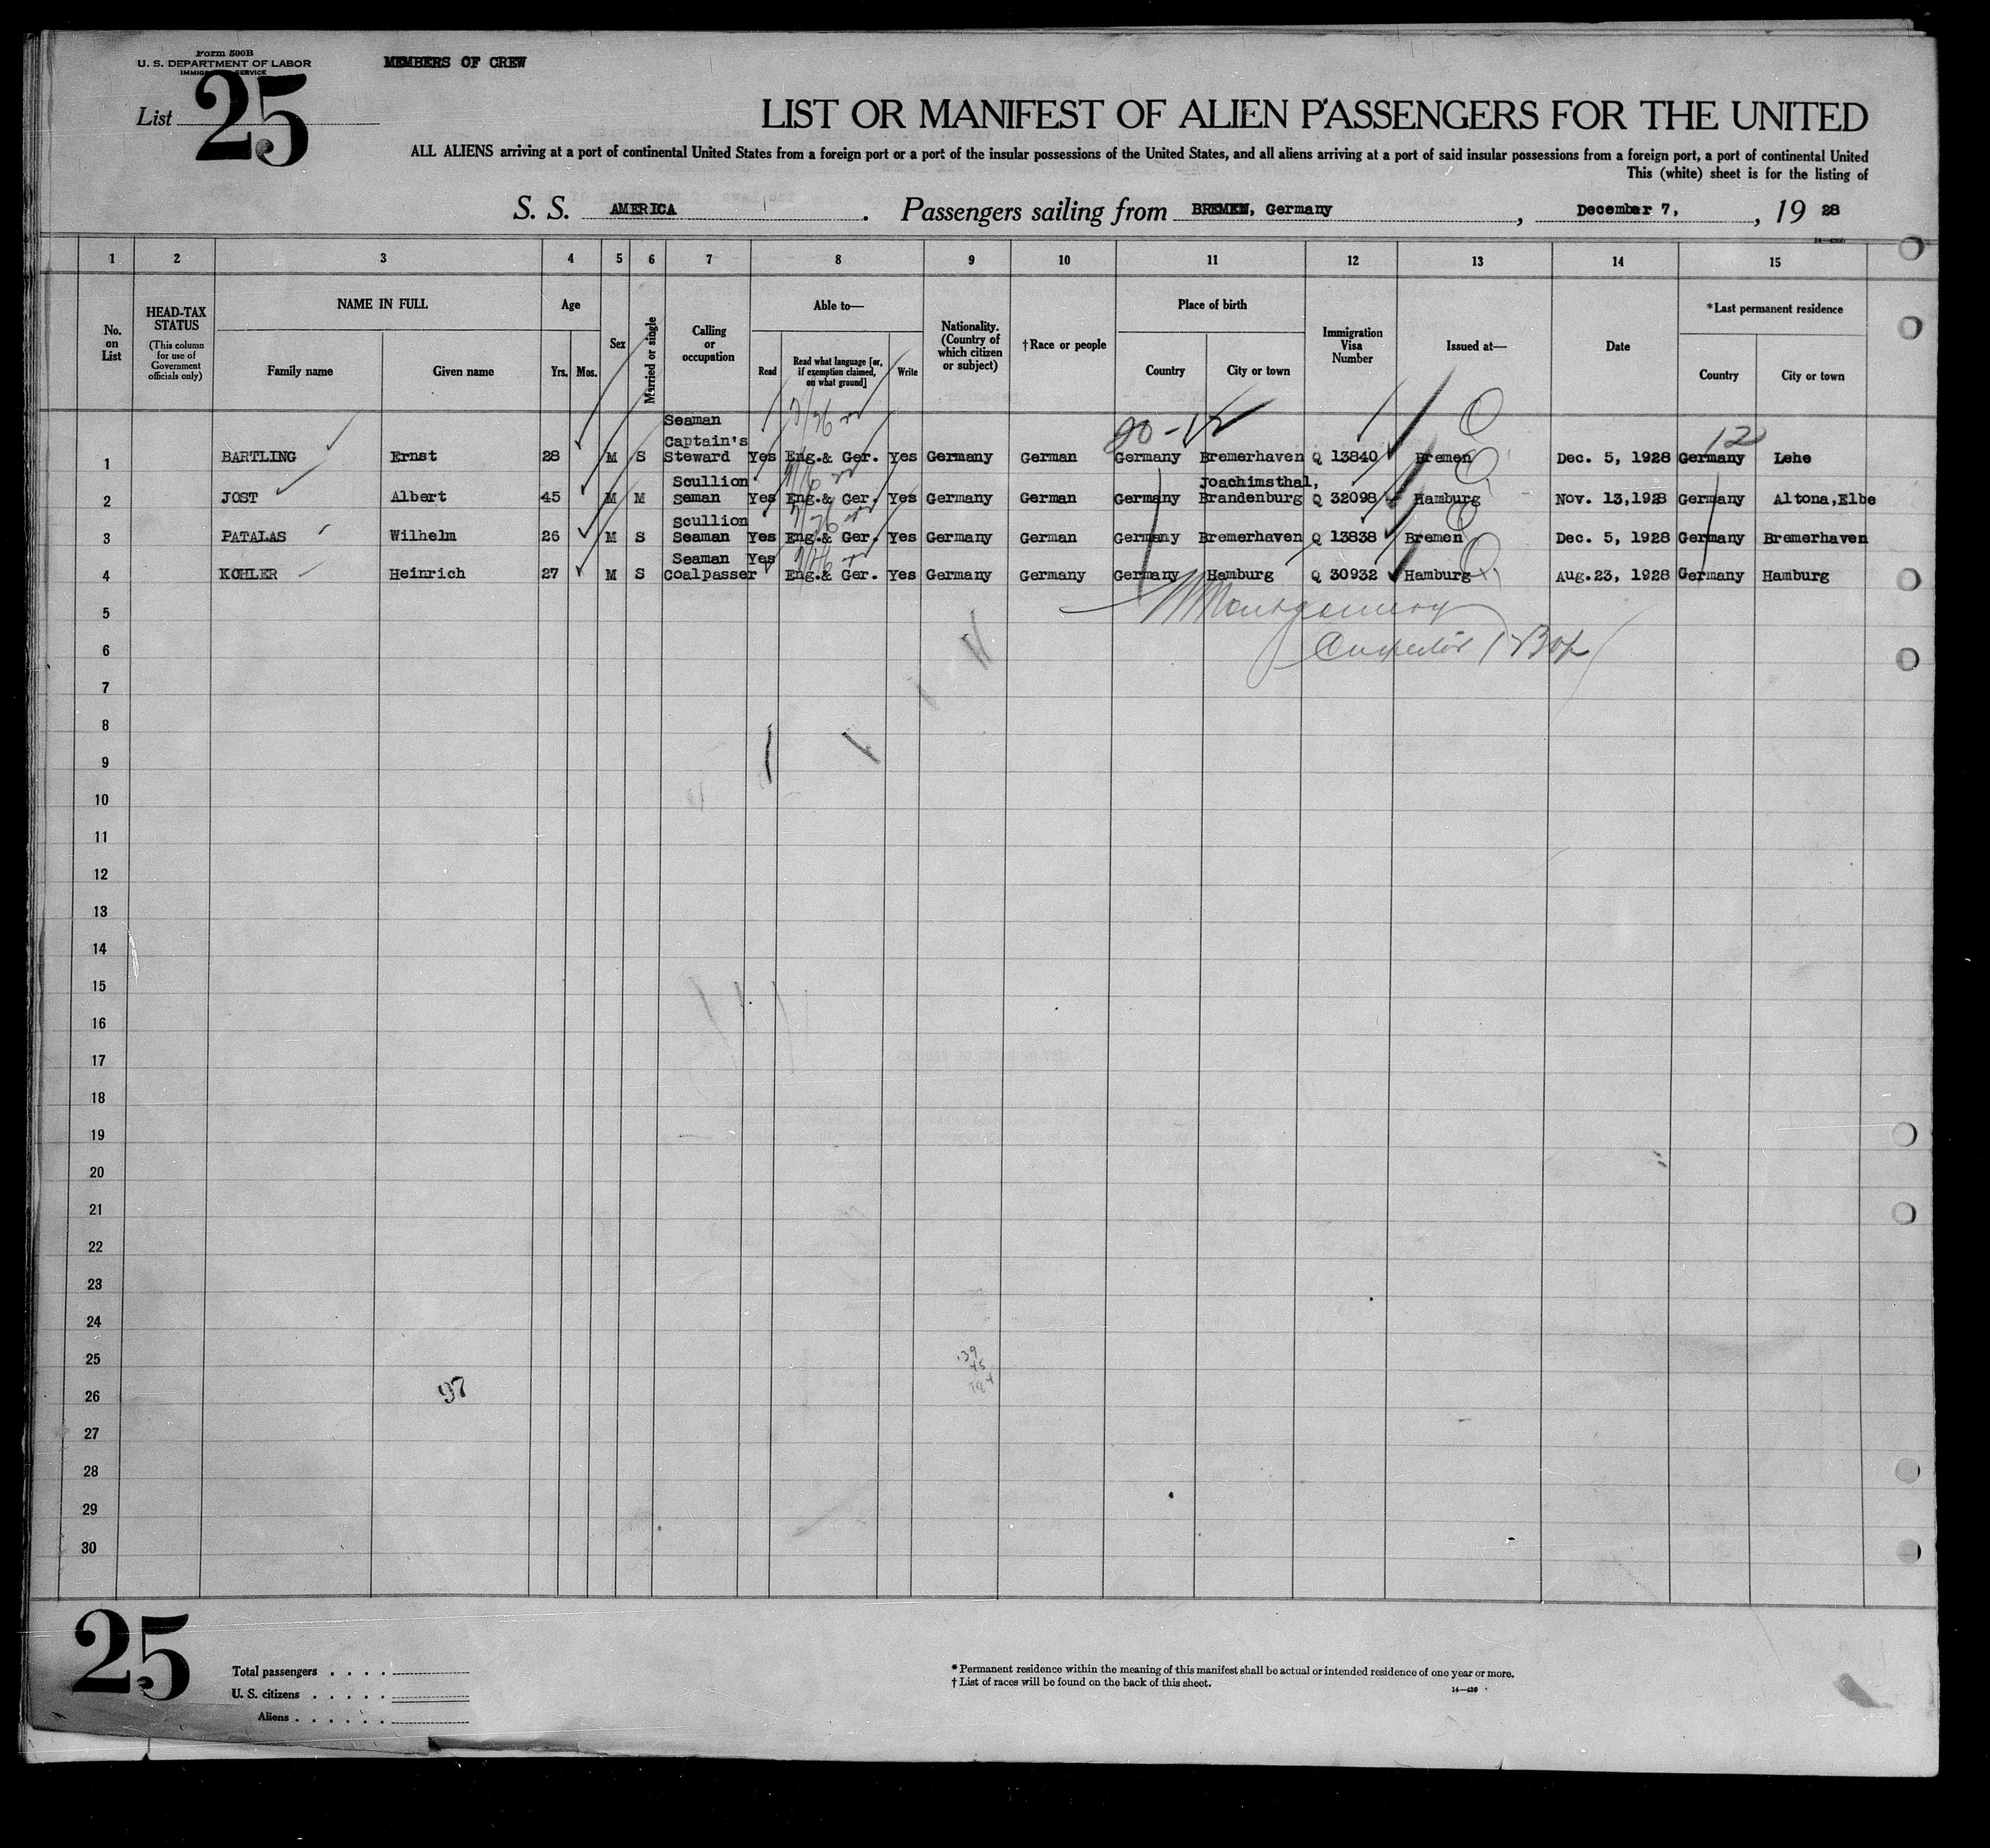 Form 500B
U. S. DEPARTMENT OF LABOR
IMMIGRATION SERVICE
MEMBERS OF CREW
List 25
LIST OR MANIFEST OF ALIEN PASSENGERS FOR THE UNITED
ALL ALIENS arriving at a port of continental United States from a foreign port or a port of the insular possessions of the United States, and all aliens arriving at a port of said insular possessions from a foreign port, a port of continental United
This (white) sheet is for the listing of
S. S. AMERICA . Passengers sailing from BREMEN, Germany , December 7, , 19 28
1 2 3 4 5 6 7 8 9 10 11 12 13 14 15
No. on List
HEAD-TAX STATUS
(This column for use of Government officials only)
NAME IN FULL
Family name Given name
Age
Yrs. Mos.
Sex
Married or single
Calling or occupation
Able to—
Read
Read what language [or, if exemption claimed, on what ground]
Write
Nationality. (Country of which citizen or subject)
†Race or people
Place of birth
Country City or town
Immigration Visa Number
Issued at—
Date
*Last permanent residence
Country City or town
20-12
12
1 BARTLING Ernst 28 M S Seaman Captain's Steward Yes Eng.& Ger. Yes Germany German Germany Bremerhaven Q 13840 Bremen Dec. 5, 1928 Germany Lehe
2 JOST Albert 45 M M Scullion seman Yes Eng.& Ger. Yes Germany German Germany Joachimsthal, Brandenburg Q 32098 Hamburg Nov. 13,1928 Germany Altona,Elbe
3 PATALAS Wilhelm 26 M S Scullion Seaman Yes Eng.& Ger. Yes Germany German Germany Bremerhaven Q 13838 Bremen Dec. 5, 1928 Germany Bremerhaven
4 KOHLER Heinrich 27 M S Seaman Coalpasser Yes Eng.& Ger. Yes Germany Germany Germany Hamburg Q 30932 Hamburg Aug.23, 1928 Germany Hamburg
5
Montgomery
6
Inspector
7
8
9
10
11
12
13
14
15
16
17
18
19
20
21
22
23
24
25
26
97
27
28
29
30
25
Total passengers . . . .
U. S. citizens . . . . .
Aliens . . . . . .
* Permanent residence within the meaning of this manifest shall be actual or intended residence of one year or more.
† List of races will be found on the back of this sheet.
14—430